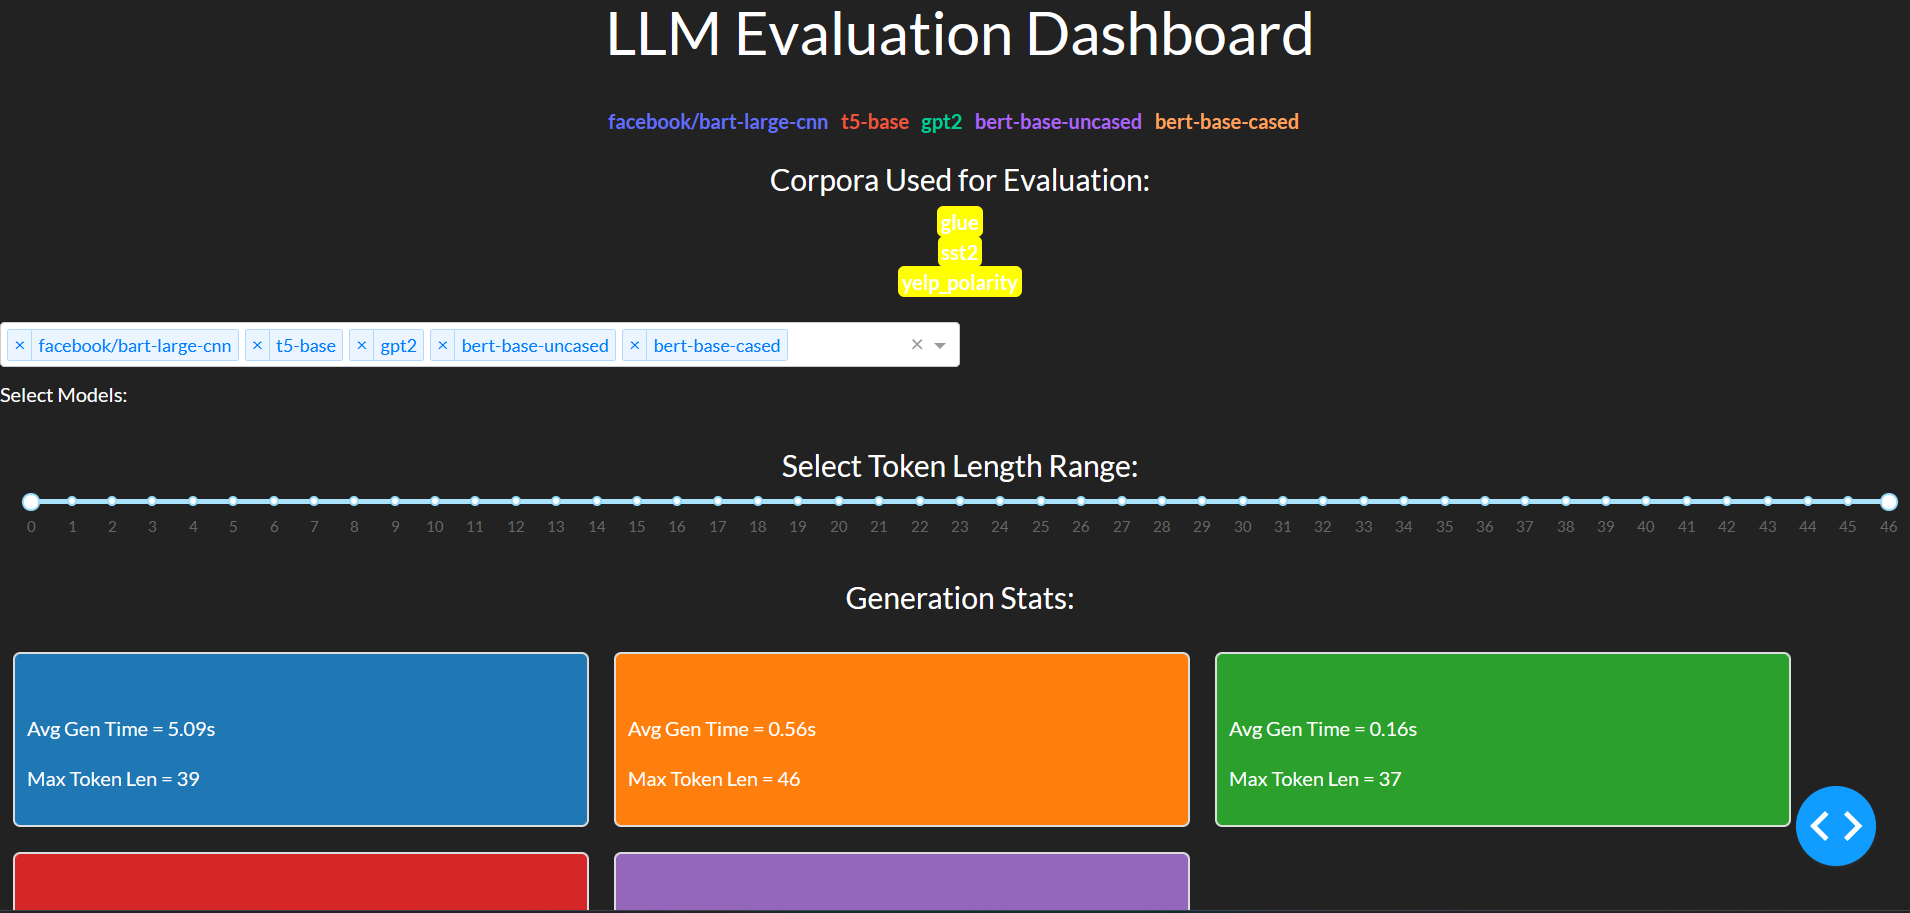 LLM Evaluation Dashboard
facebook/bart-large-cnn t5-base gpt2 bert-base-uncased bert-base-cased
Corpora Used for Evaluation:
glue
sst2
yelp_polarity
× facebook/bart-large-cnn × t5-base × gpt2 × bert-base-uncased × bert-base-cased ×
Select Models:
Select Token Length Range:
0 1 2 3 4 5 6 7 8 9 10 11 12 13 14 15 16 17 18 19 20 21 22 23 24 25 26 27 28 29 30 31 32 33 34 35 36 37 38 39 40 41 42 43 44 45 46
Generation Stats:
Avg Gen Time = 5.09s
Max Token Len = 39
Avg Gen Time = 0.56s
Max Token Len = 46
Avg Gen Time = 0.16s
Max Token Len = 37